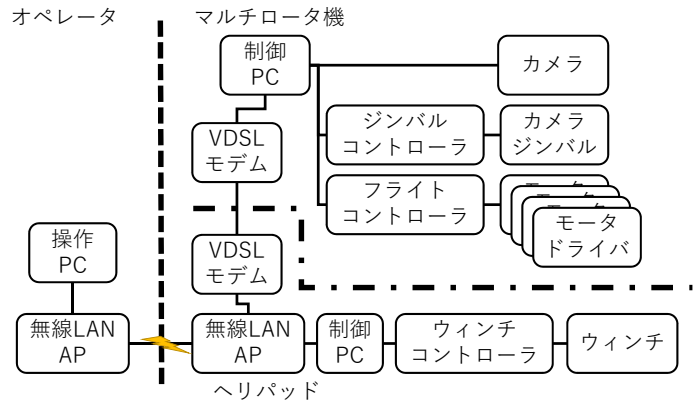 オペレータ
マルチロータ機
制御
PC
カメラ
VDSL
モデム
ジンバル
コントローラ
カメラ
ジンバル
フライト
コントローラ
モータ
ドライバ
操作
PC
VDSL
モデム
無線LAN
AP
無線LAN
AP
制御
PC
ウィンチ
コントローラ
ウィンチ
ヘリパッド